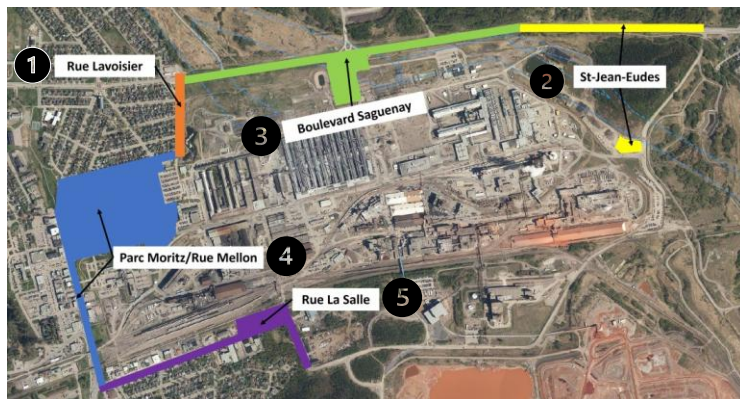 1
Rue Lavoisier
2
St-Jean-Eudes
3
Boulevard Saguenay
Parc Moritz/Rue Mellon
4
Rue La Salle
5